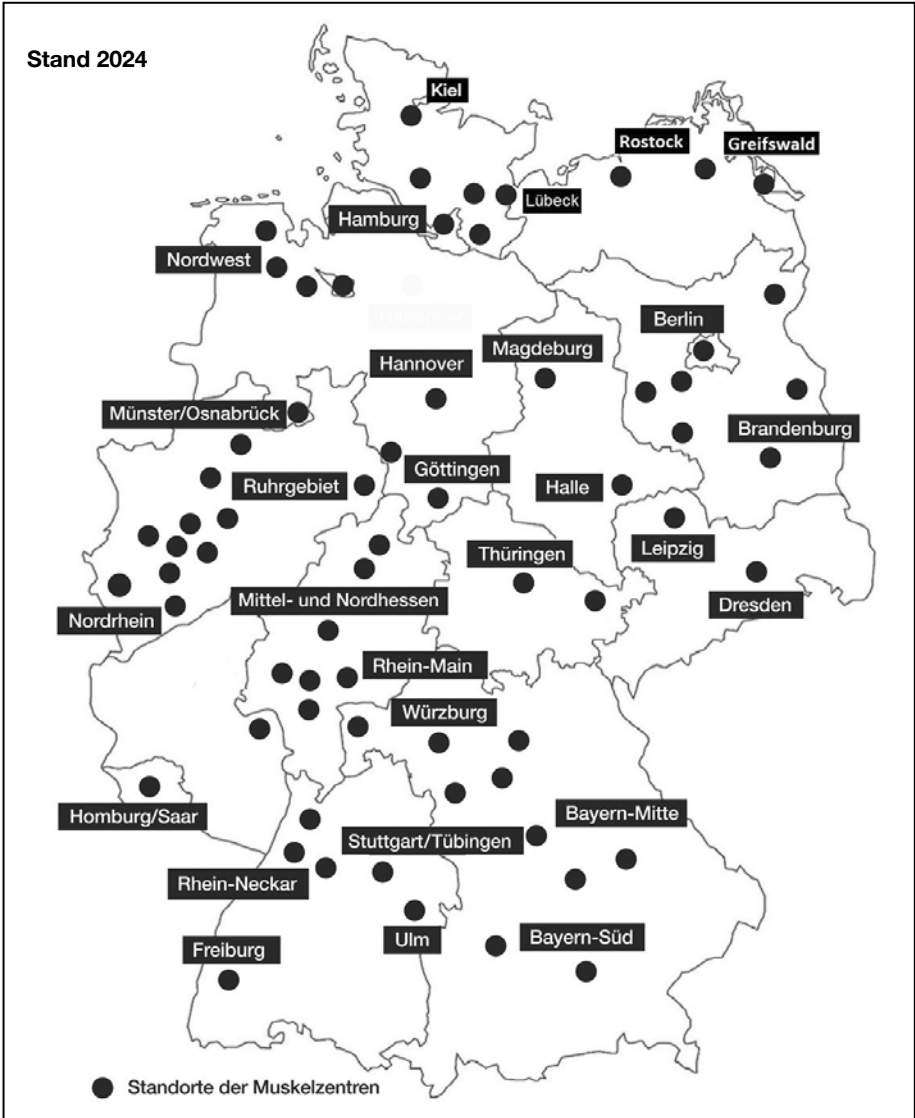 Stand 2024
Kiel
Rostock
Greifswald
Lübeck
Hamburg
Nordwest
Berlin
Magdeburg
Hannover
Münster/Osnabrück
Brandenburg
Göttingen
Ruhrgebiet
Halle
Leipzig
Thüringen
Mittel- und Nordhessen
Dresden
Nordrhein
Rhein-Main
Würzburg
Homburg/Saar
Bayern-Mitte
Stuttgart/Tübingen
Rhein-Neckar
Ulm
Bayern-Süd
Freiburg
Standorte der Muskelzentren